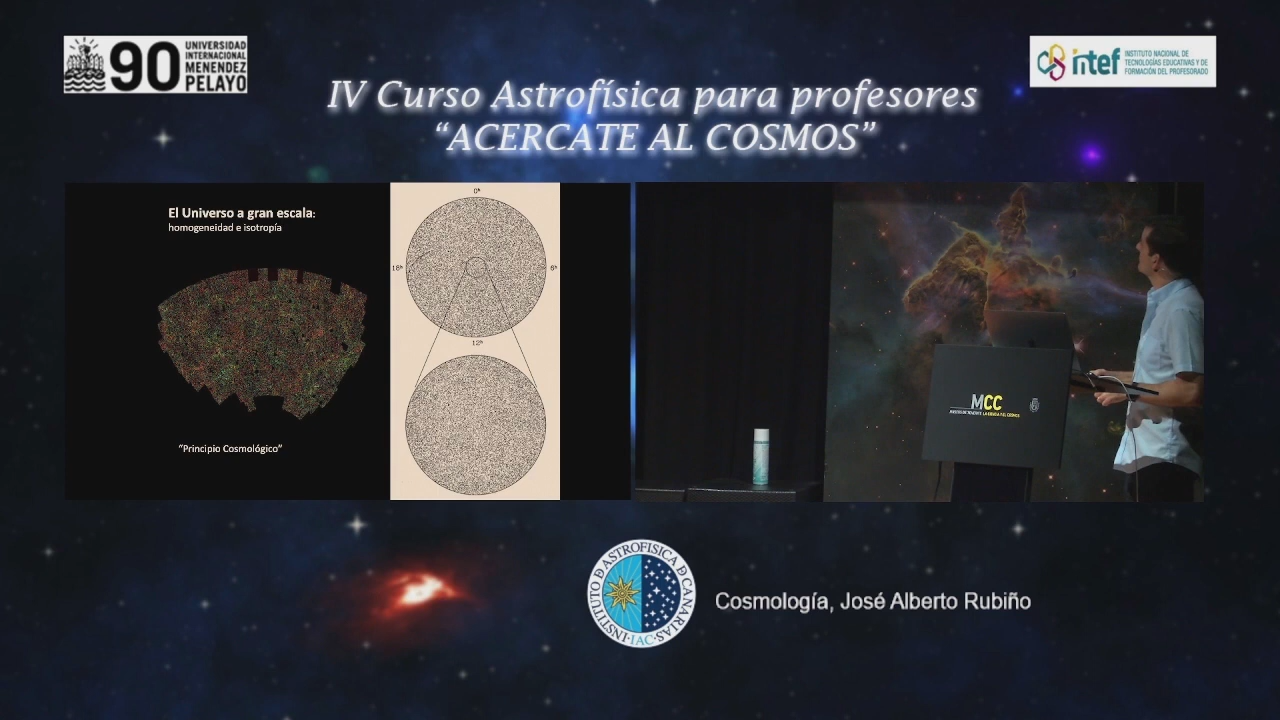 90
UNIVERSIDAD
INTERNACIONAL
MENENDEZ
PELAYO
intef
INSTITUTO NACIONAL DE
TECNOLOGÍAS EDUCATIVAS Y DE
FORMACIÓN DEL PROFESORADO
IV Curso Astrofísica para profesores
“ACERCATE AL COSMOS”
El Universo a gran escala:
homogeneidad e isotropía
“Principio Cosmológico”
0h
18h
6h
12h
MCC
INSTITUTO D ASTROFISICA D CANARIAS
·IAC·
Cosmología, José Alberto Rubiño